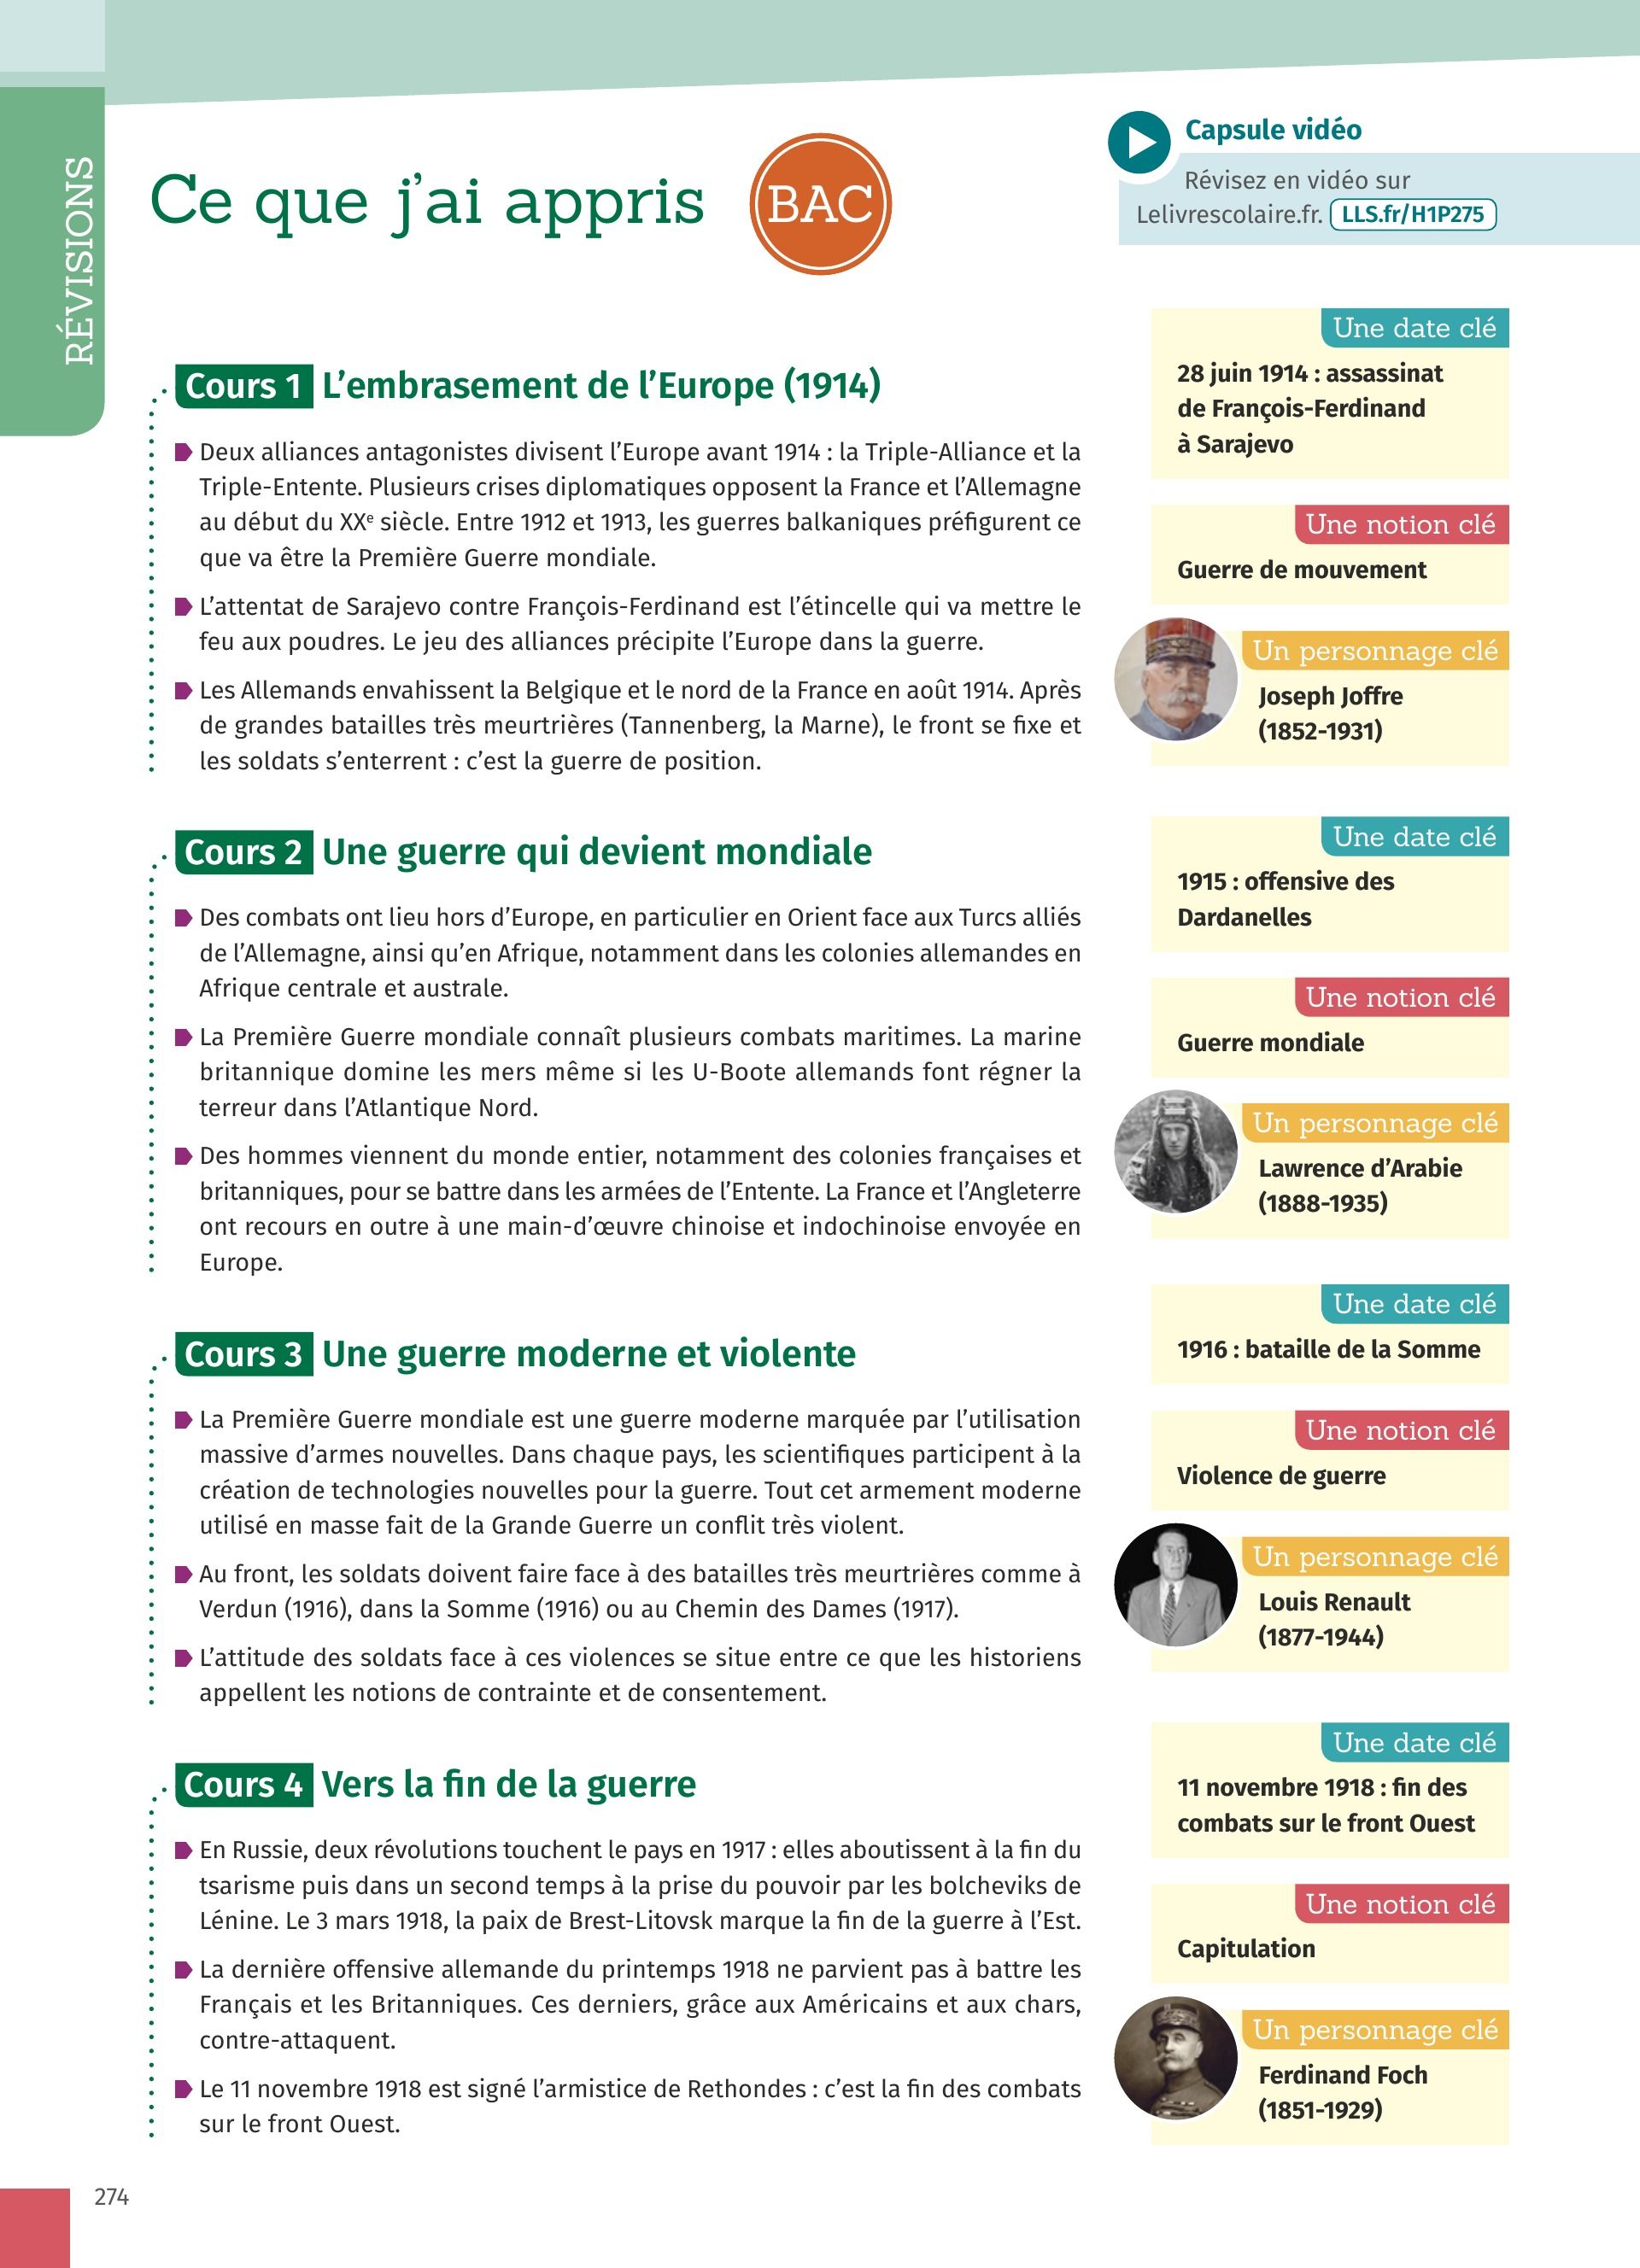 RÉVISIONS
Ce que j'ai appris
BAC
Capsule vidéo
Révisez en vidéo sur
Lelivrescolaire.fr. LLS.fr/H1P275
Cours 1 L'embrasement de l'Europe (1914)
Deux alliances antagonistes divisent l'Europe avant 1914 : la Triple-Alliance et la
Triple-Entente. Plusieurs crises diplomatiques opposent la France et l'Allemagne
au début du XXe siècle. Entre 1912 et 1913, les guerres balkaniques préfigurent ce
que va être la Première Guerre mondiale.
L'attentat de Sarajevo contre François-Ferdinand est l'étincelle qui va mettre le
feu aux poudres. Le jeu des alliances précipite l'Europe dans la guerre.
Les Allemands envahissent la Belgique et le nord de la France en août 1914. Après
de grandes batailles très meurtrières (Tannenberg, la Marne), le front se fixe et
les soldats s'enterrent : c'est la guerre de position.
Une date clé
28 juin 1914 : assassinat
de François-Ferdinand
à Sarajevo
Une notion clé
Guerre de mouvement
Un personnage clé
Joseph Joffre
(1852-1931)
Cours 2 Une guerre qui devient mondiale
Des combats ont lieu hors d'Europe, en particulier en Orient face aux Turcs alliés
de l'Allemagne, ainsi qu'en Afrique, notamment dans les colonies allemandes en
Afrique centrale et australe.
La Première Guerre mondiale connaît plusieurs combats maritimes. La marine
britannique domine les mers même si les U-Boote allemands font régner la
terreur dans l'Atlantique Nord.
Des hommes viennent du monde entier, notamment des colonies françaises et
britanniques, pour se battre dans les armées de l'Entente. La France et l'Angleterre
ont recours en outre à une main-d'œuvre chinoise et indochinoise envoyée en
Europe.
Une date clé
1915 : offensive des
Dardanelles
Une notion clé
Guerre mondiale
Un personnage clé
Lawrence d'Arabie
(1888-1935)
Cours 3 Une guerre moderne et violente
La Première Guerre mondiale est une guerre moderne marquée par l'utilisation
massive d'armes nouvelles. Dans chaque pays, les scientifiques participent à la
création de technologies nouvelles pour la guerre. Tout cet armement moderne
utilisé en masse fait de la Grande Guerre un conflit très violent.
Au front, les soldats doivent faire face à des batailles très meurtrières comme à
Verdun (1916), dans la Somme (1916) ou au Chemin des Dames (1917).
L'attitude des soldats face à ces violences se situe entre ce que les historiens
appellent les notions de contrainte et de consentement.
Une date clé
1916 : bataille de la Somme
Une notion clé
Violence de guerre
Un personnage clé
Louis Renault
(1877-1944)
Cours 4 Vers la fin de la guerre
En Russie, deux révolutions touchent le pays en 1917 : elles aboutissent à la fin du
tsarisme puis dans un second temps à la prise du pouvoir par les bolcheviks de
Lénine. Le 3 mars 1918, la paix de Brest-Litovsk marque la fin de la guerre à l'Est.
La dernière offensive allemande du printemps 1918 ne parvient pas à battre les
Français et les Britanniques. Ces derniers, grâce aux Américains et aux chars,
contre-attaquent.
Le 11 novembre 1918 est signé l'armistice de Rethondes : c'est la fin des combats
sur le front Ouest.
Une date clé
11 novembre 1918 : fin des
combats sur le front Ouest
Une notion clé
Capitulation
Un personnage clé
Ferdinand Foch
(1851-1929)
274